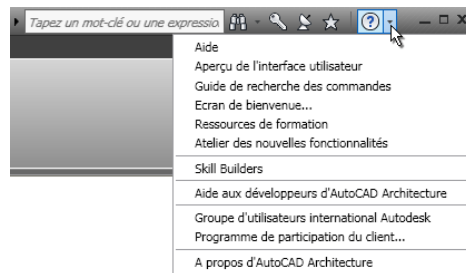 Tapez un mot-clé ou une expression
Aide
Aperçu de l'interface utilisateur
Guide de recherche des commandes
Ecran de bienvenue...
Ressources de formation
Atelier des nouvelles fonctionnalités
Skill Builders
Aide aux développeurs d'AutoCAD Architecture
Groupe d'utilisateurs international Autodesk
Programme de participation du client...
A propos d'AutoCAD Architecture